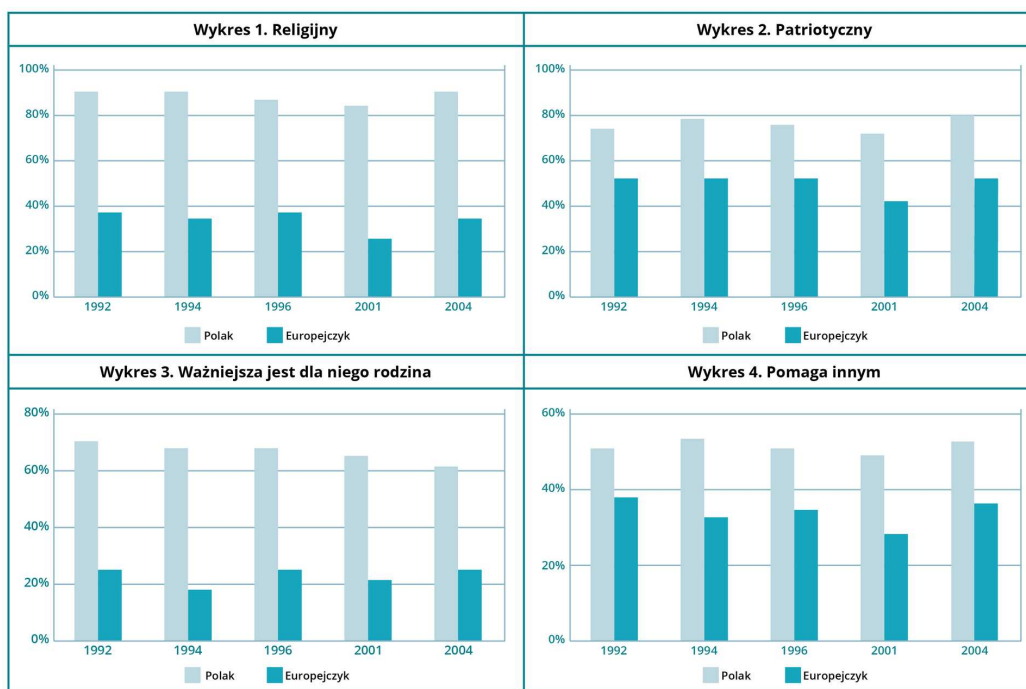 Wykres 1. Religijny
100%
80%
60%
40%
20%
0%
1992 1994 1996 2001 2004
Polak Europejczyk
Wykres 2. Patriotyczny
100%
80%
60%
40%
20%
0%
1992 1994 1996 2001 2004
Polak Europejczyk
Wykres 3. Ważniejsza jest dla niego rodzina
80%
60%
40%
20%
0%
1992 1994 1996 2001 2004
Polak Europejczyk
Wykres 4. Pomaga innym
60%
40%
20%
0%
1992 1994 1996 2001 2004
Polak Europejczyk